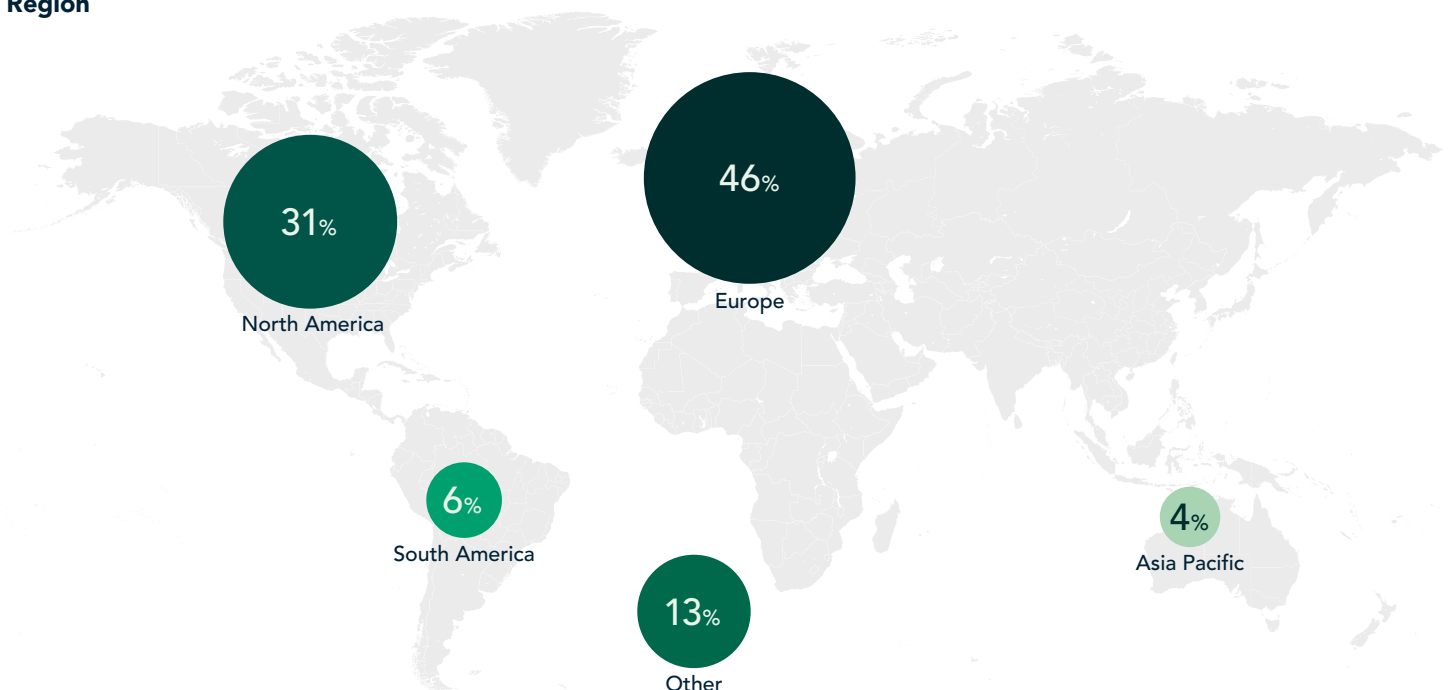 Region
46%
31%
Europe
North America
6%
4%
South America
Asia Pacific
13%
Other